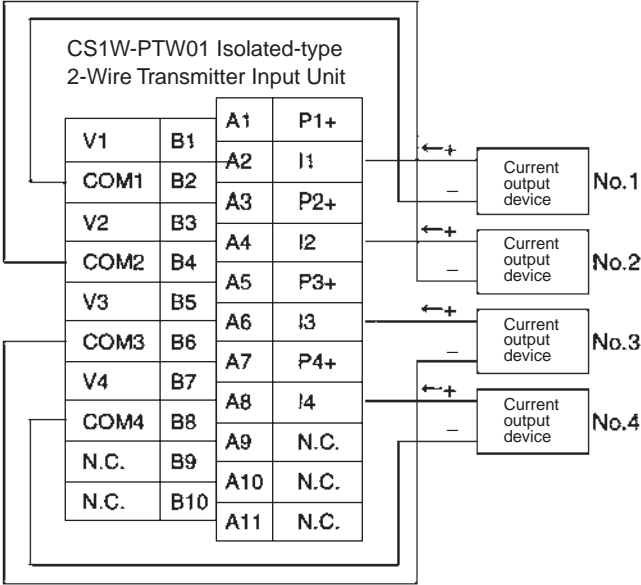 CS1W-PTW01 Isolated-type
2-Wire Transmitter Input Unit
V1 B1
COM1 B2
V2 B3
COM2 B4
V3 B5
COM3 B6
V4 B7
COM4 B8
N.C. B9
N.C. B10
A1 P1+
A2 I1
A3 P2+
A4 I2
A5 P3+
A6 I3
A7 P4+
A8 I4
A9 N.C.
A10 N.C.
A11 N.C.
←+
−
Current
output
device
No.1
←+
−
Current
output
device
No.2
←+
−
Current
output
device
No.3
←+
−
Current
output
device
No.4